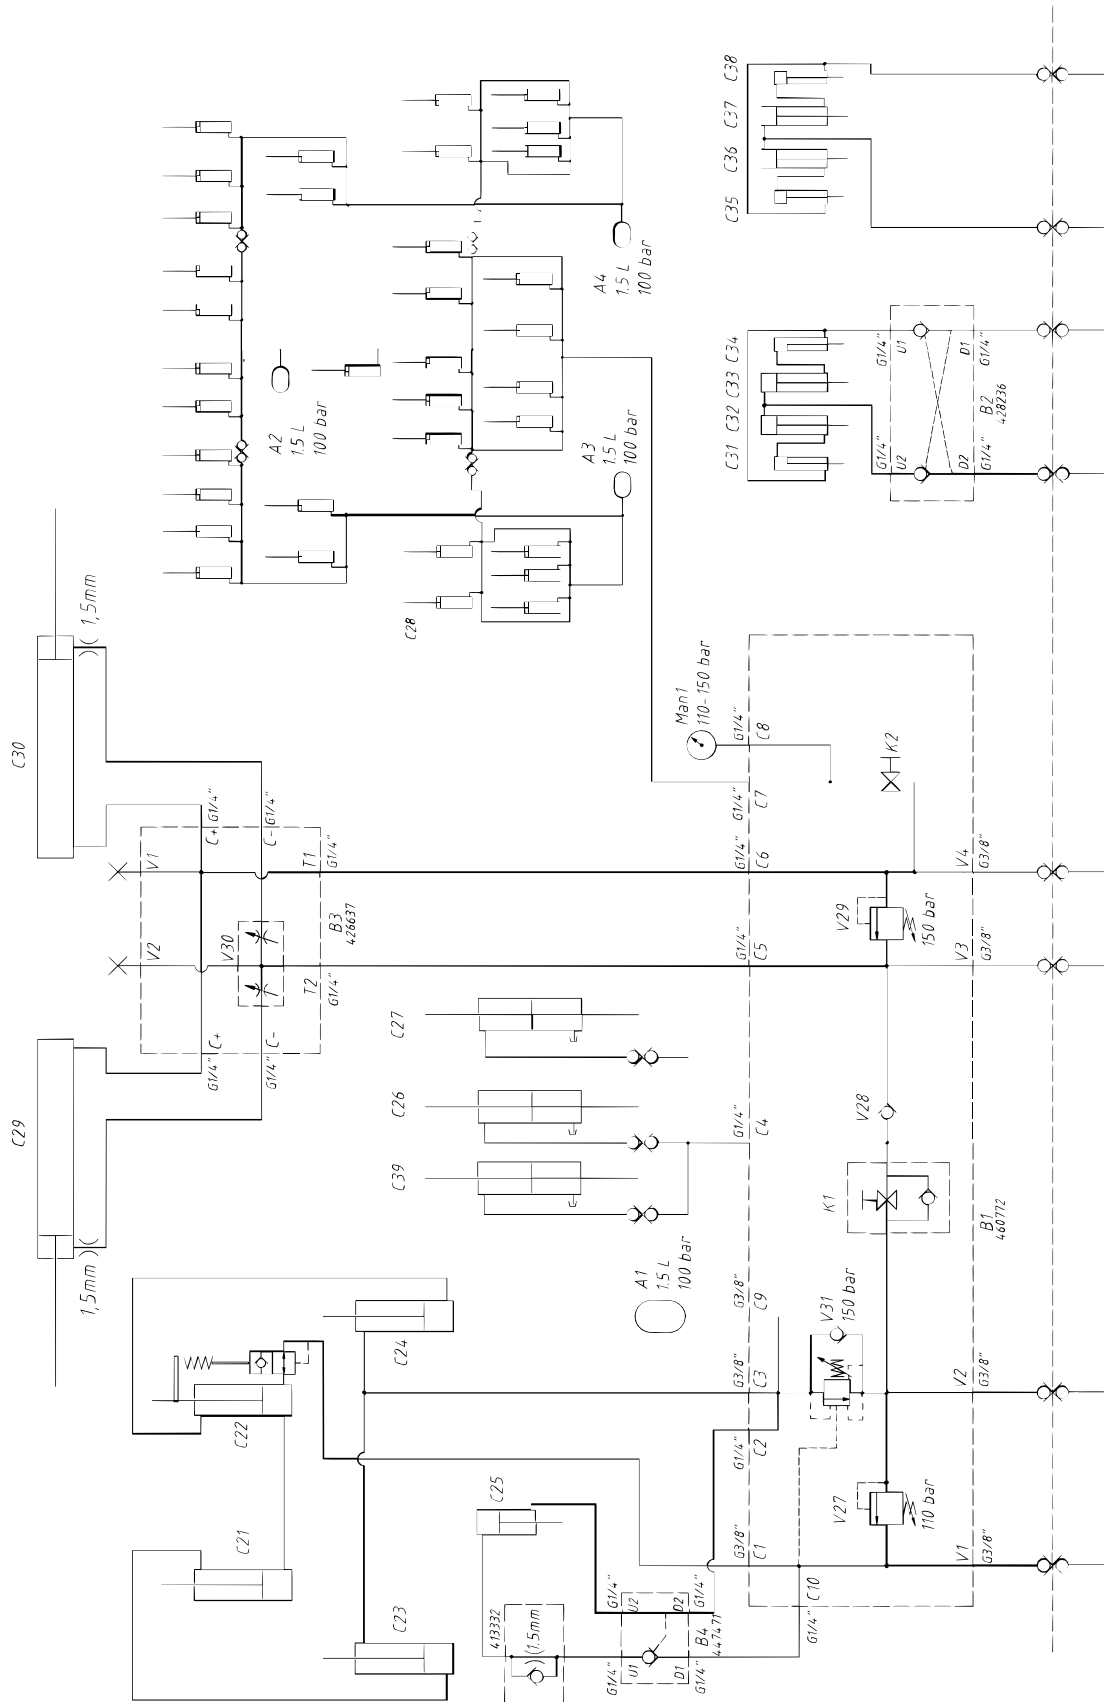 C38
C37
C36
C35
A4
1.5 L
100 bar
C34
C33
C32
C31
G1/4"
U1
D1
G1/4"
B2
428236
G1/4"
U2
D2
G1/4"
A2
1.5 L
100 bar
A3
1.5 L
100 bar
C28
)( 1,5mm
C30
Man1
110-150 bar
G1/4"
C8
K2
G1/4"
C7
G1/4"
C6
V4
G3/8"
C+
G1/4"
C-
G1/4"
V1
T1
G1/4"
B3
426637
V30
V2
T2
G1/4"
V29
150 bar
G1/4"
C5
V3
G3/8"
G1/4"
C+
G1/4"
C-
C29
1,5mm )(
C27
C26
C39
G1/4"
C4
V28
K1
B1
460772
A1
1.5 L
100 bar
G3/8"
C9
V31
150 bar
G3/8"
C3
V2
G3/8"
C24
C22
G1/4"
C2
C25
V27
110 bar
G3/8"
C1
V1
G3/8"
C21
C23
413332
)(1.5mm)
G1/4"
U2
D2
G1/4"
B4
447471
G1/4"
U1
D1
G1/4"
C10
G1/4"